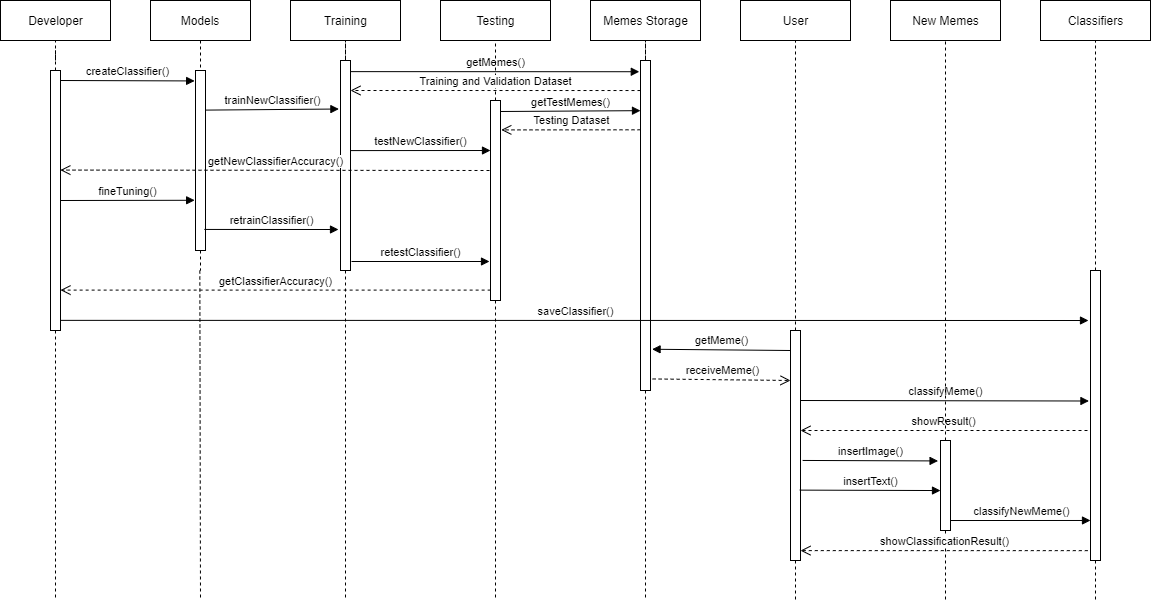 Developer
Models
Training
Testing
Memes Storage
User
New Memes
Classifiers
getMemes()
createClassifier()
Training and Validation Dataset
trainNewClassifier()
getTestMemes()
Testing Dataset
testNewClassifier()
getNewClassifierAccuracy()
fineTuning()
retrainClassifier()
retestClassifier()
getClassifierAccuracy()
saveClassifier()
getMeme()
receiveMeme()
classifyMeme()
showResult()
insertImage()
insertText()
classifyNewMeme()
showClassificationResult()